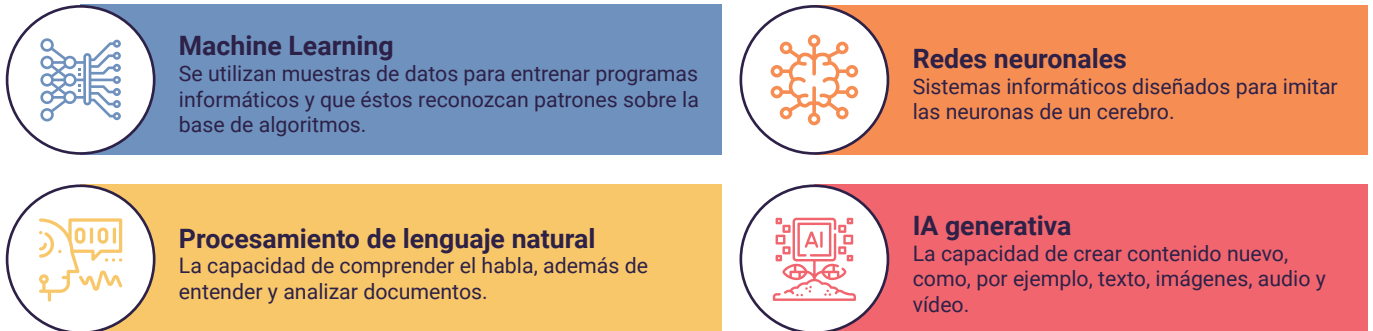 Machine Learning
Se utilizan muestras de datos para entrenar programas
informáticos y que éstos reconozcan patrones sobre la
base de algoritmos.
Redes neuronales
Sistemas informáticos diseñados para imitar
las neuronas de un cerebro.
0101
Procesamiento de lenguaje natural
La capacidad de comprender el habla, además de
entender y analizar documentos.
AI
IA generativa
La capacidad de crear contenido nuevo,
como, por ejemplo, texto, imágenes, audio y
vídeo.